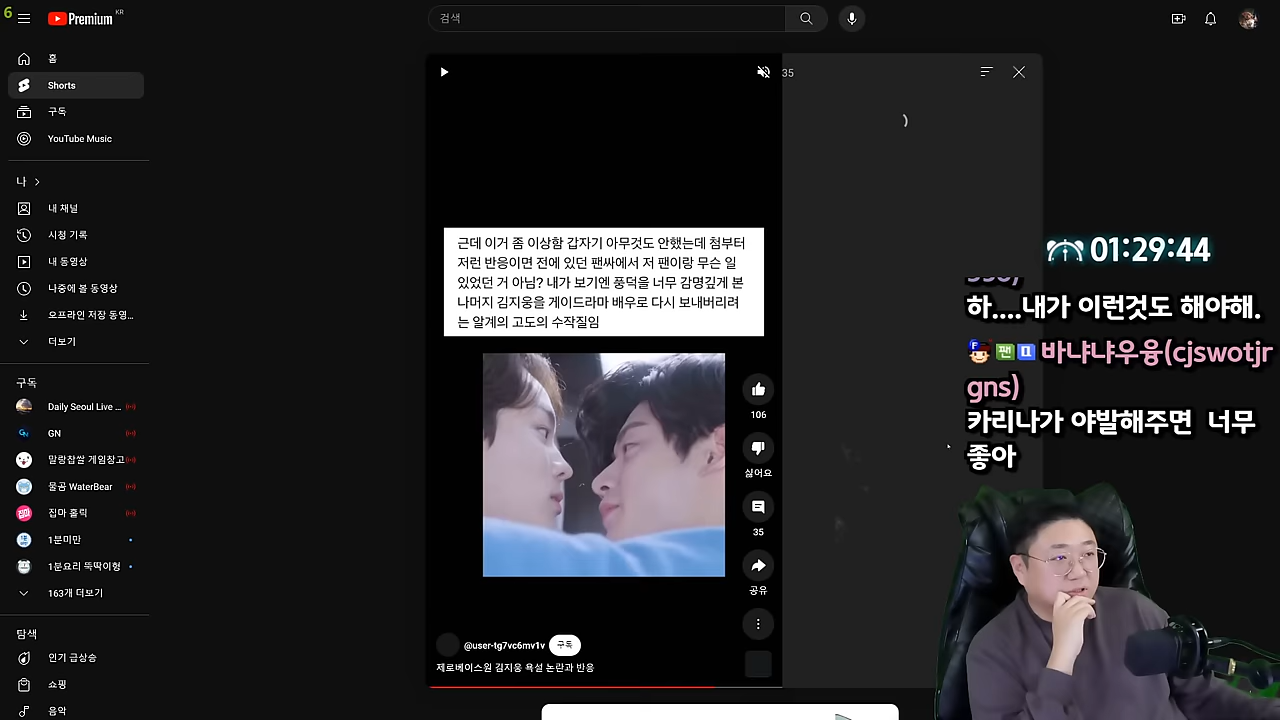 6
Premium KR
검색
홈
Shorts
구독
YouTube Music
나
내 채널
시청 기록
내 동영상
나중에 볼 동영상
오프라인 저장 동영...
더보기
구독
Daily Seoul Live ...
GN
말랑찹쌀 게임창고
물곰 WaterBear
집마 홀릭
1분미만
1분요리 뚝딱이형
163개 더보기
탐색
인기 급상승
쇼핑
음악
35
근데 이거 좀 이상함 갑자기 아무것도 안했는데 첨부터
저런 반응이면 전에 있던 팬싸에서 저 팬이랑 무슨 일
있었던 거 아님? 내가 보기엔 풍덕을 너무 감명깊게 본
나머지 김지웅을 게이드라마 배우로 다시 보내버리려
는 알계의 고도의 수작질임
106
싫어요
35
공유
@user-tg7vc6mv1v 구독
제로베이스원 김지웅 욕설 논란과 반응
01:29:44
하....내가 이런것도 해야해.
F 팬 바냐냐우융(cjswotjr
gns)
카리나가 야발해주면 너무
좋아